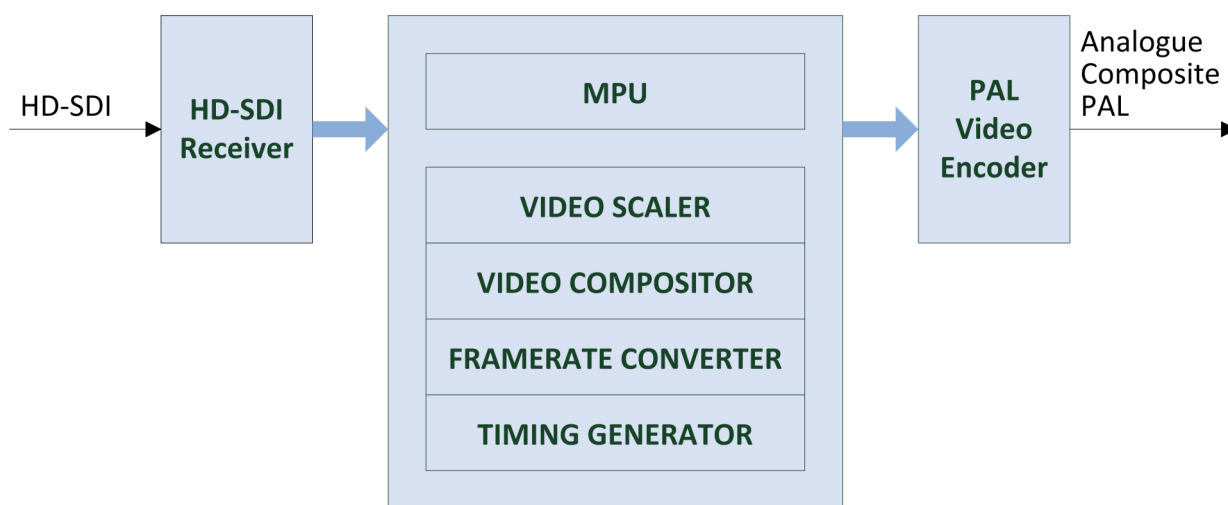 HD-SDI
HD-SDI
Receiver
MPU
VIDEO SCALER
VIDEO COMPOSITOR
FRAMERATE CONVERTER
TIMING GENERATOR
PAL
Video
Encoder
Analogue
Composite
PAL